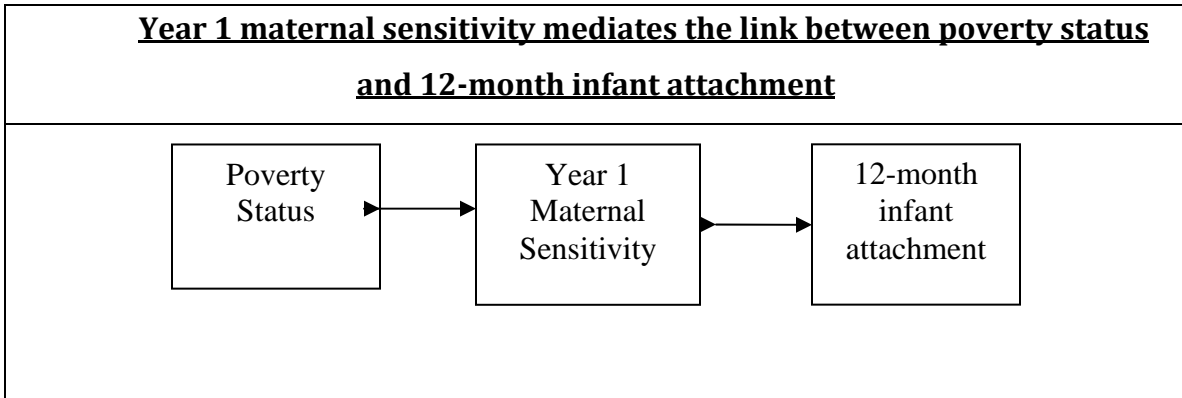 Year 1 maternal sensitivity mediates the link between poverty status
and 12-month infant attachment
Poverty
Status
Year 1
Maternal
Sensitivity
12-month
infant
attachment